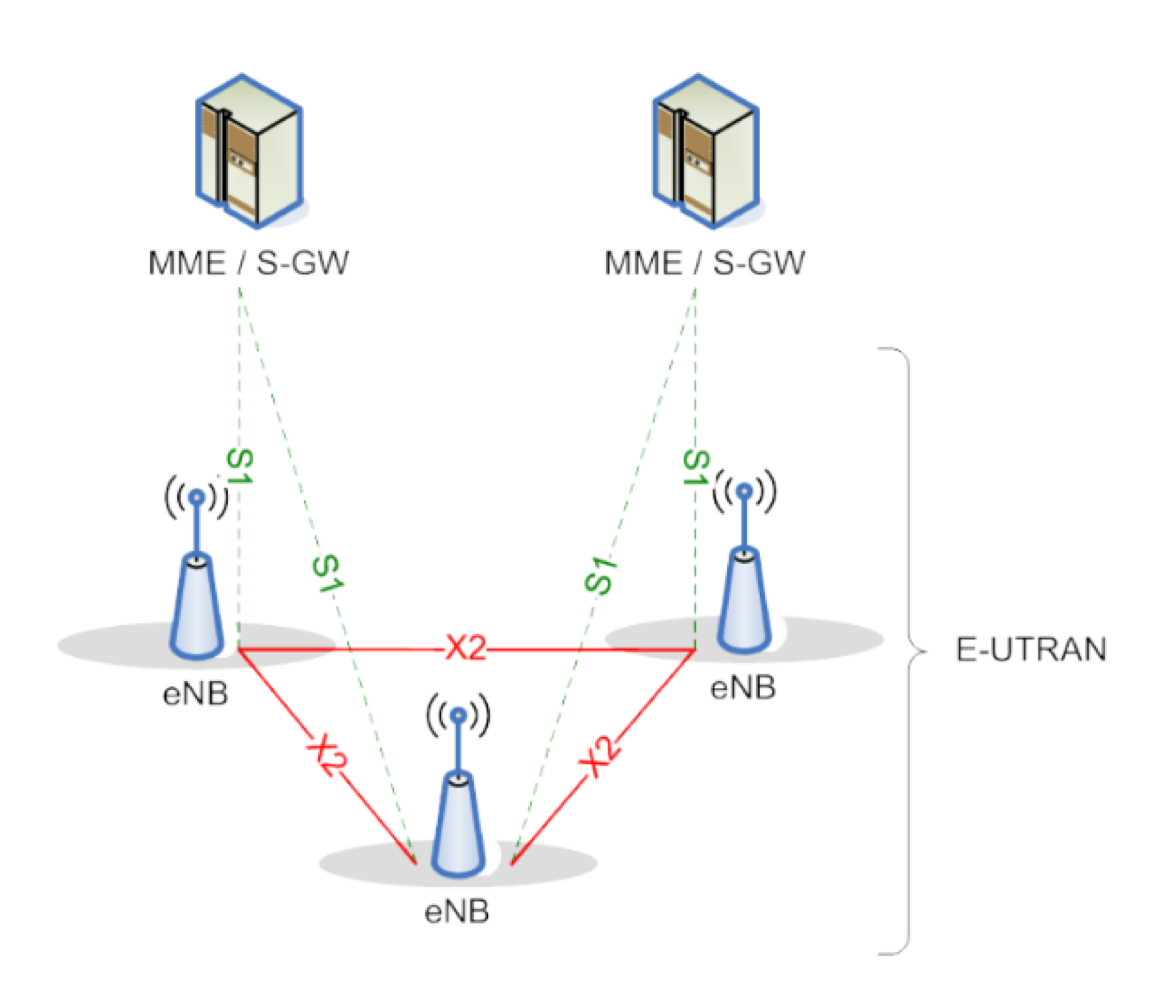 MME / S-GW
MME / S-GW
S1
S1
S1
S1
X2
E-UTRAN
eNB
eNB
X2
X2
eNB